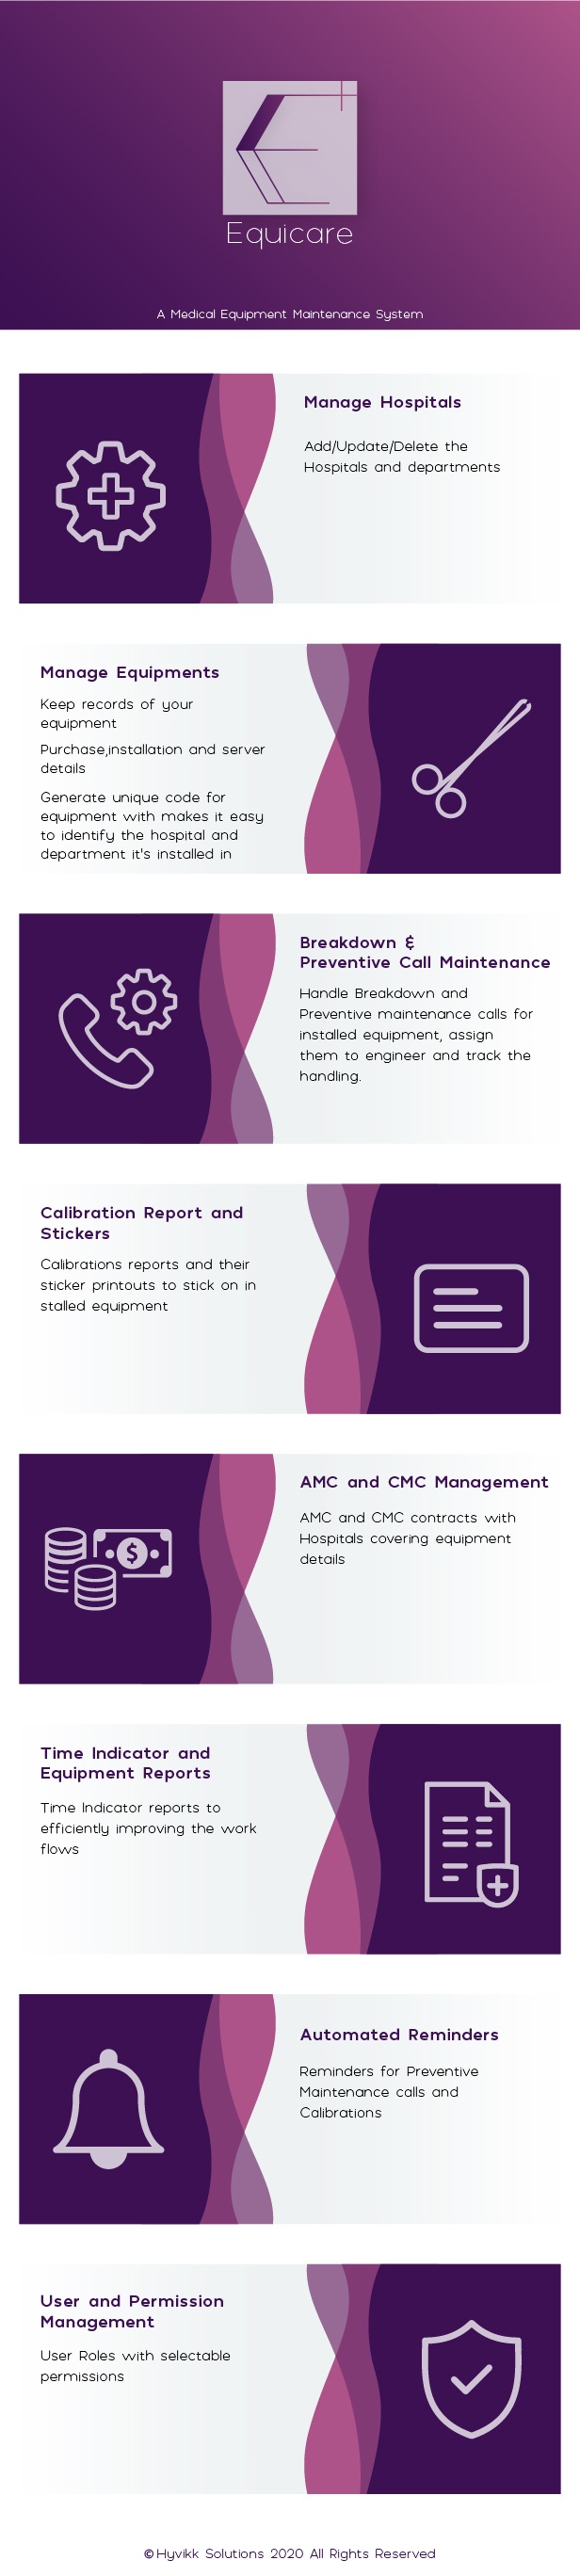 Equicare
A Medical Equipment Maintenance System
Manage Hospitals
Add/Update/Delete the
Hospitals and departments
Manage Equipments
Keep records of your
equipment
Purchase,installation and server
details
Generate unique code for
equipment with makes it easy
to identify the hospital and
department it's installed in
Breakdown &
Preventive Call Maintenance
Handle Breakdown and
Preventive maintenance calls for
installed equipment, assign
them to engineer and track the
handling.
Calibration Report and
Stickers
Calibrations reports and their
sticker printouts to stick on in
stalled equipment
$
AMC and CMC Management
AMC and CMC contracts with
Hospitals covering equipment
details
Time Indicator and
Equipment Reports
Time Indicator reports to
efficiently improving the work
flows
Automated Reminders
Reminders for Preventive
Maintenance calls and
Calibrations
User and Permission
Management
User Roles with selectable
permissions
© Hyvikk Solutions 2020 All Rights Reserved